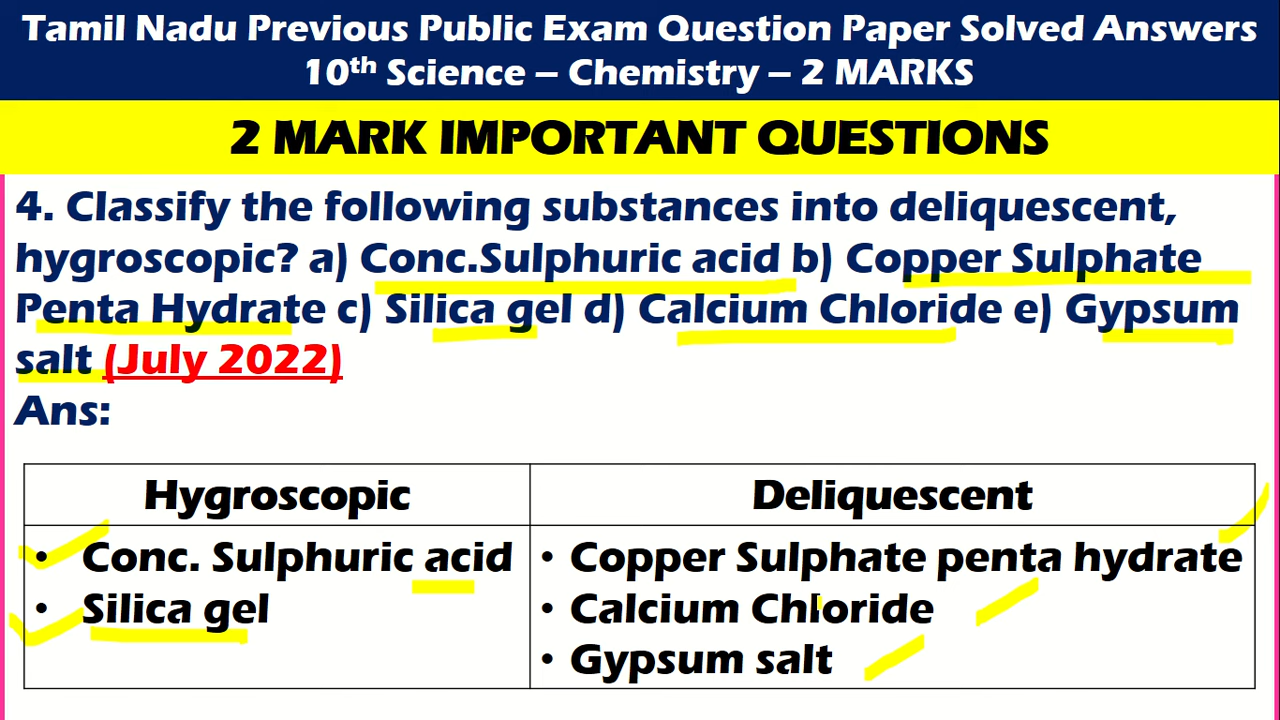 Tamil Nadu Previous Public Exam Question Paper Solved Answers
10th Science – Chemistry – 2 MARKS
2 MARK IMPORTANT QUESTIONS
4. Classify the following substances into deliquescent,
hygroscopic? a) Conc.Sulphuric acid b) Copper Sulphate
Penta Hydrate c) Silica gel d) Calcium Chloride e) Gypsum
salt (July 2022)
Ans:
Hygroscopic
• Conc. Sulphuric acid
• Silica gel
Deliquescent
• Copper Sulphate penta hydrate
• Calcium Chloride
• Gypsum salt